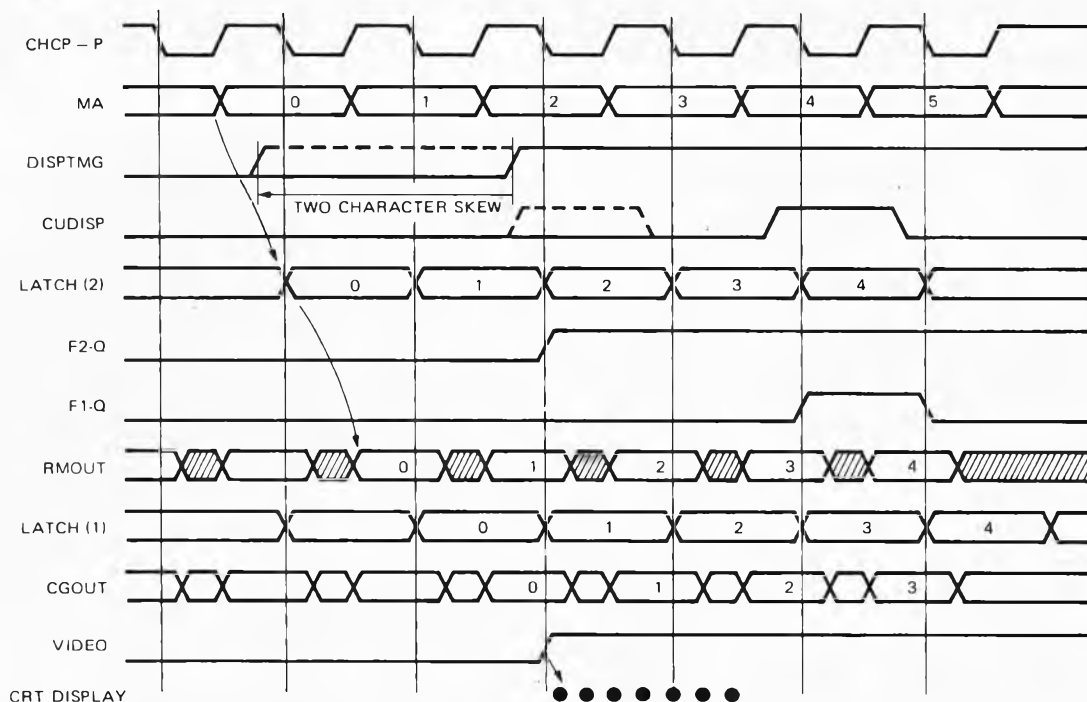 CHCP – P
MA 0 1 2 3 4 5
DISPTMG
TWO CHARACTER SKEW
CUDISP
LATCH (2) 0 1 2 3 4
F2-Q
F1-Q
RMOUT 0 1 2 3 4
LATCH (1) 0 1 2 3 4
CGOUT 0 1 2 3
VIDEO
CRT DISPLAY